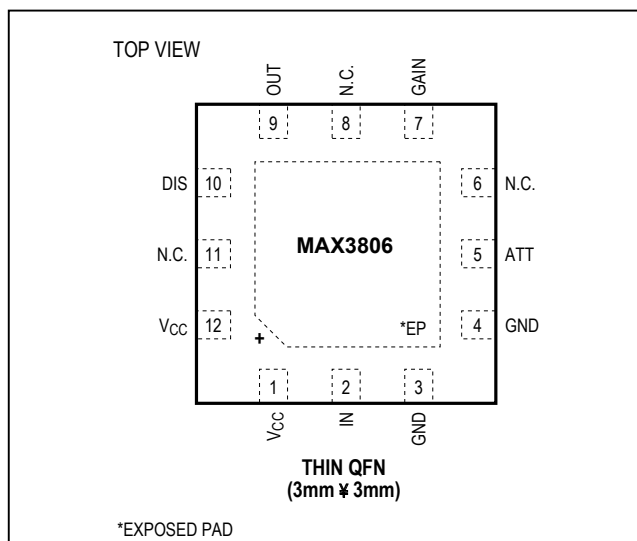 TOP VIEW
OUT
N.C.
GAIN
9
8
7
DIS
10
6
N.C.
N.C.
11
MAX3806
5
ATT
VCC
12
+
*EP
4
GND
1
2
3
VCC
IN
GND
THIN QFN
(3mm ¥ 3mm)
*EXPOSED PAD